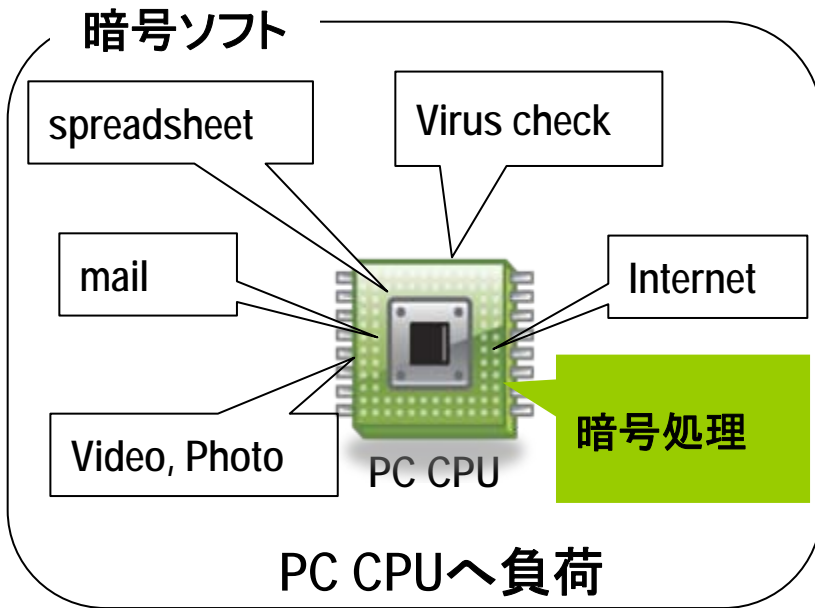 暗号ソフト
spreadsheet
Virus check
mail
Internet
Video, Photo
暗号処理
PC CPU
PC CPUへ負荷